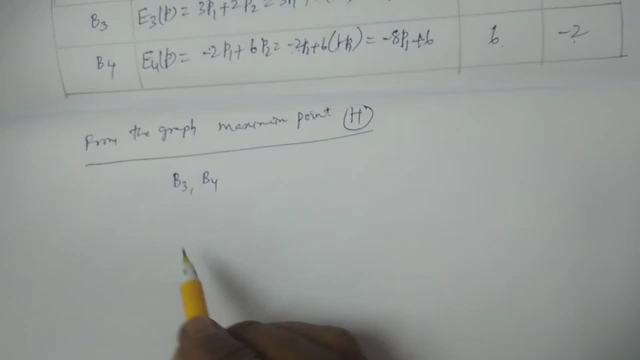 B3 E3(P) = 3P1 + 2P2 =
B4 E4(P) = -2P1 + 6P2 = -2P1 + 6(1-P1) = -8P1 + 6 6 -2
From the graph maximin point (H)
B3, B4